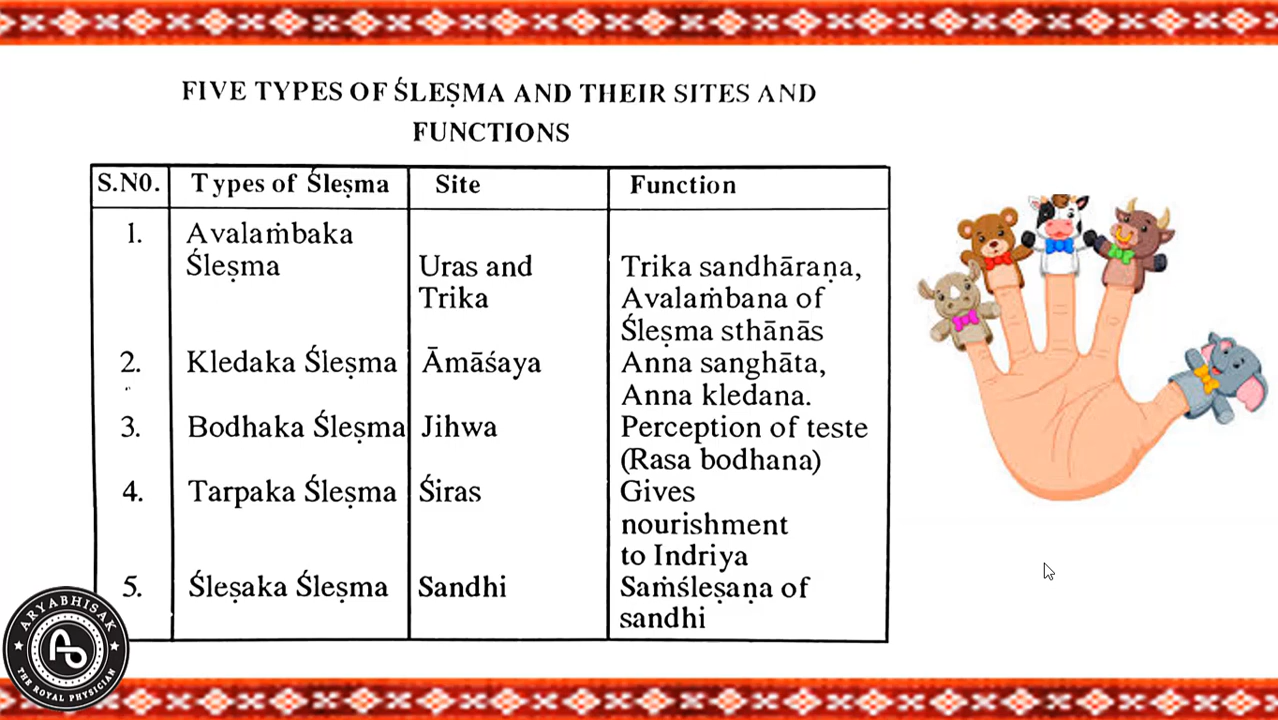 FIVE TYPES OF ŚLEṢMA AND THEIR SITES AND
FUNCTIONS
S.N0. Types of Śleṣma Site Function
1. Avalaṁbaka
Śleṣma Uras and Trika sandhāraṇa,
Trika Avalaṁbana of
Śleṣma sthānās
2. Kledaka Śleṣma Āmāśaya Anna sanghāta,
Anna kledana.
3. Bodhaka Śleṣma Jihwa Perception of teste
(Rasa bodhana)
4. Tarpaka Śleṣma Śiras Gives
nourishment
to Indriya
5. Śleṣaka Śleṣma Sandhi Saṁśleṣaṇa of
sandhi
ARYABHISAK
THE ROYAL PHYSICIAN